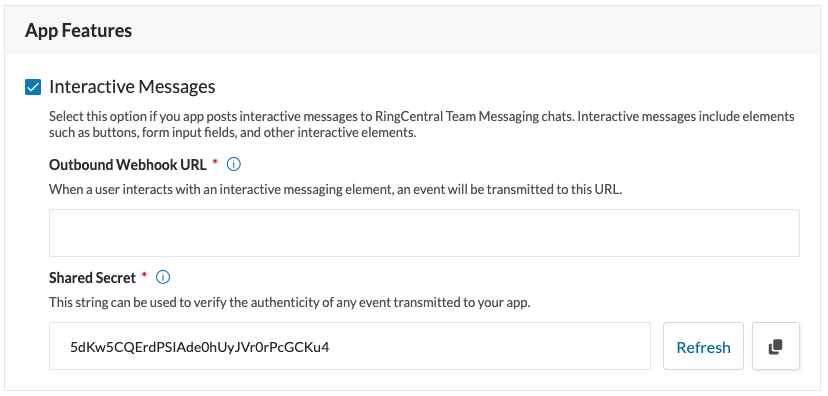 App Features
Interactive Messages
Select this option if you app posts interactive messages to RingCentral Team Messaging chats. Interactive messages include elements
such as buttons, form input fields, and other interactive elements.
Outbound Webhook URL *
When a user interacts with an interactive messaging element, an event will be transmitted to this URL.
Shared Secret *
This string can be used to verify the authenticity of any event transmitted to your app.
5dKw5CQErdPSIAde0hUyJVr0rPcGCKu4
Refresh